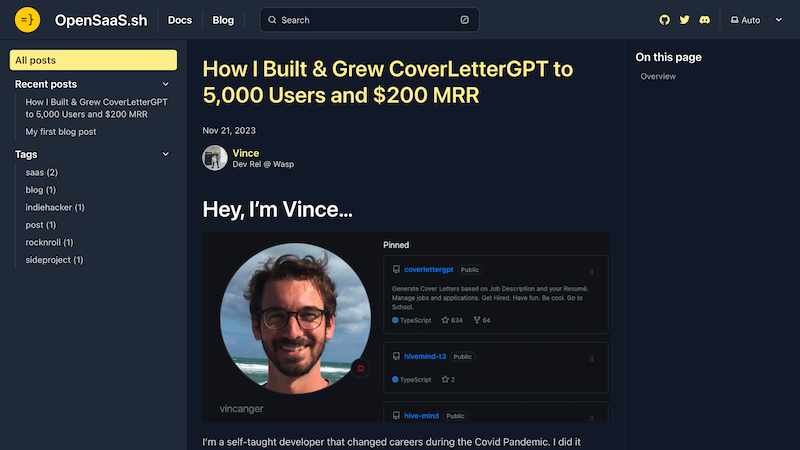 =}
OpenSaaS.sh
Docs
Blog
Search
Auto
All posts
Recent posts
How I Built & Grew CoverLetterGPT
to 5,000 Users and $200 MRR
My first blog post
Tags
saas (2)
blog (1)
indiehacker (1)
post (1)
rocknroll (1)
sideproject (1)
How I Built & Grew CoverLetterGPT to
5,000 Users and $200 MRR
Nov 21, 2023
Vince
Dev Rel @ Wasp
Hey, I’m Vince…
vincanger
Pinned
coverlettergpt Public
Generate Cover Letters based on Job Description and your Resumé.
Manage jobs and applications. Get Hired. Have fun. Be cool. Go to
School.
TypeScript 634 64
hivemind-t3 Public
TypeScript 2
hive-mind Public
I’m a self-taught developer that changed careers during the Covid Pandemic. I did it
On this page
Overview